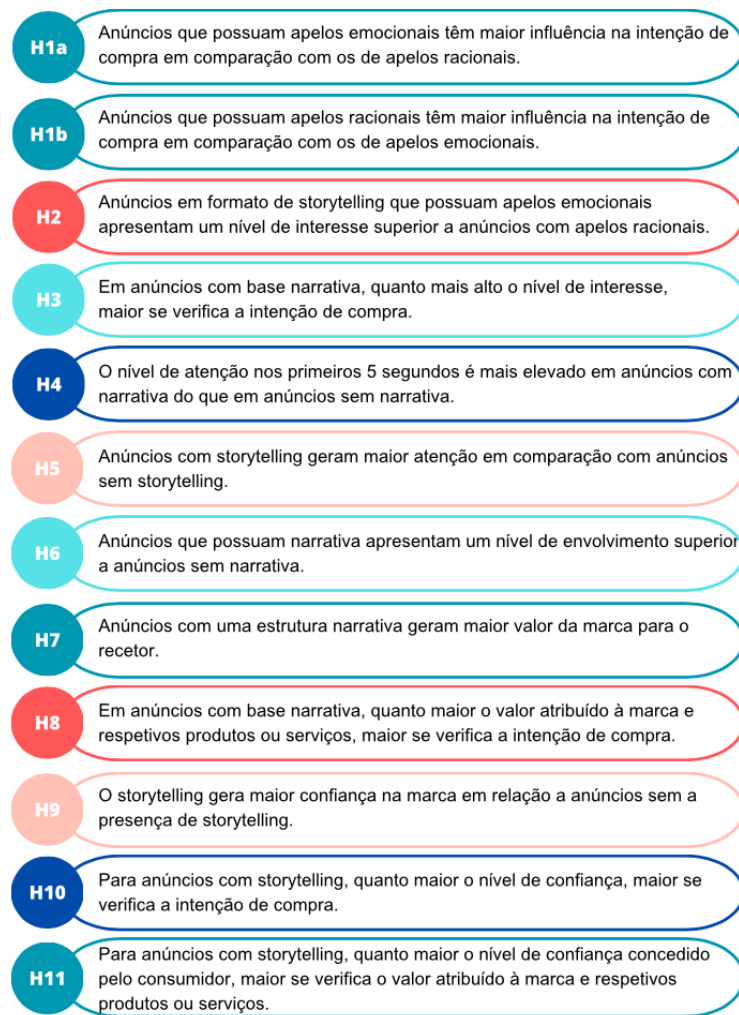 H1a
Anúncios que possuam apelos emocionais têm maior influência na intenção de
compra em comparação com os de apelos racionais.
H1b
Anúncios que possuam apelos racionais têm maior influência na intenção de
compra em comparação com os de apelos emocionais.
H2
Anúncios em formato de storytelling que possuam apelos emocionais
apresentam um nível de interesse superior a anúncios com apelos racionais.
H3
Em anúncios com base narrativa, quanto mais alto o nível de interesse,
maior se verifica a intenção de compra.
H4
O nível de atenção nos primeiros 5 segundos é mais elevado em anúncios com
narrativa do que em anúncios sem narrativa.
H5
Anúncios com storytelling geram maior atenção em comparação com anúncios
sem storytelling.
H6
Anúncios que possuam narrativa apresentam um nível de envolvimento superior
a anúncios sem narrativa.
H7
Anúncios com uma estrutura narrativa geram maior valor da marca para o
recetor.
H8
Em anúncios com base narrativa, quanto maior o valor atribuído à marca e
respetivos produtos ou serviços, maior se verifica a intenção de compra.
H9
O storytelling gera maior confiança na marca em relação a anúncios sem a
presença de storytelling.
H10
Para anúncios com storytelling, quanto maior o nível de confiança, maior se
verifica a intenção de compra.
H11
Para anúncios com storytelling, quanto maior o nível de confiança concedido
pelo consumidor, maior se verifica o valor atribuído à marca e respetivos
produtos ou serviços.